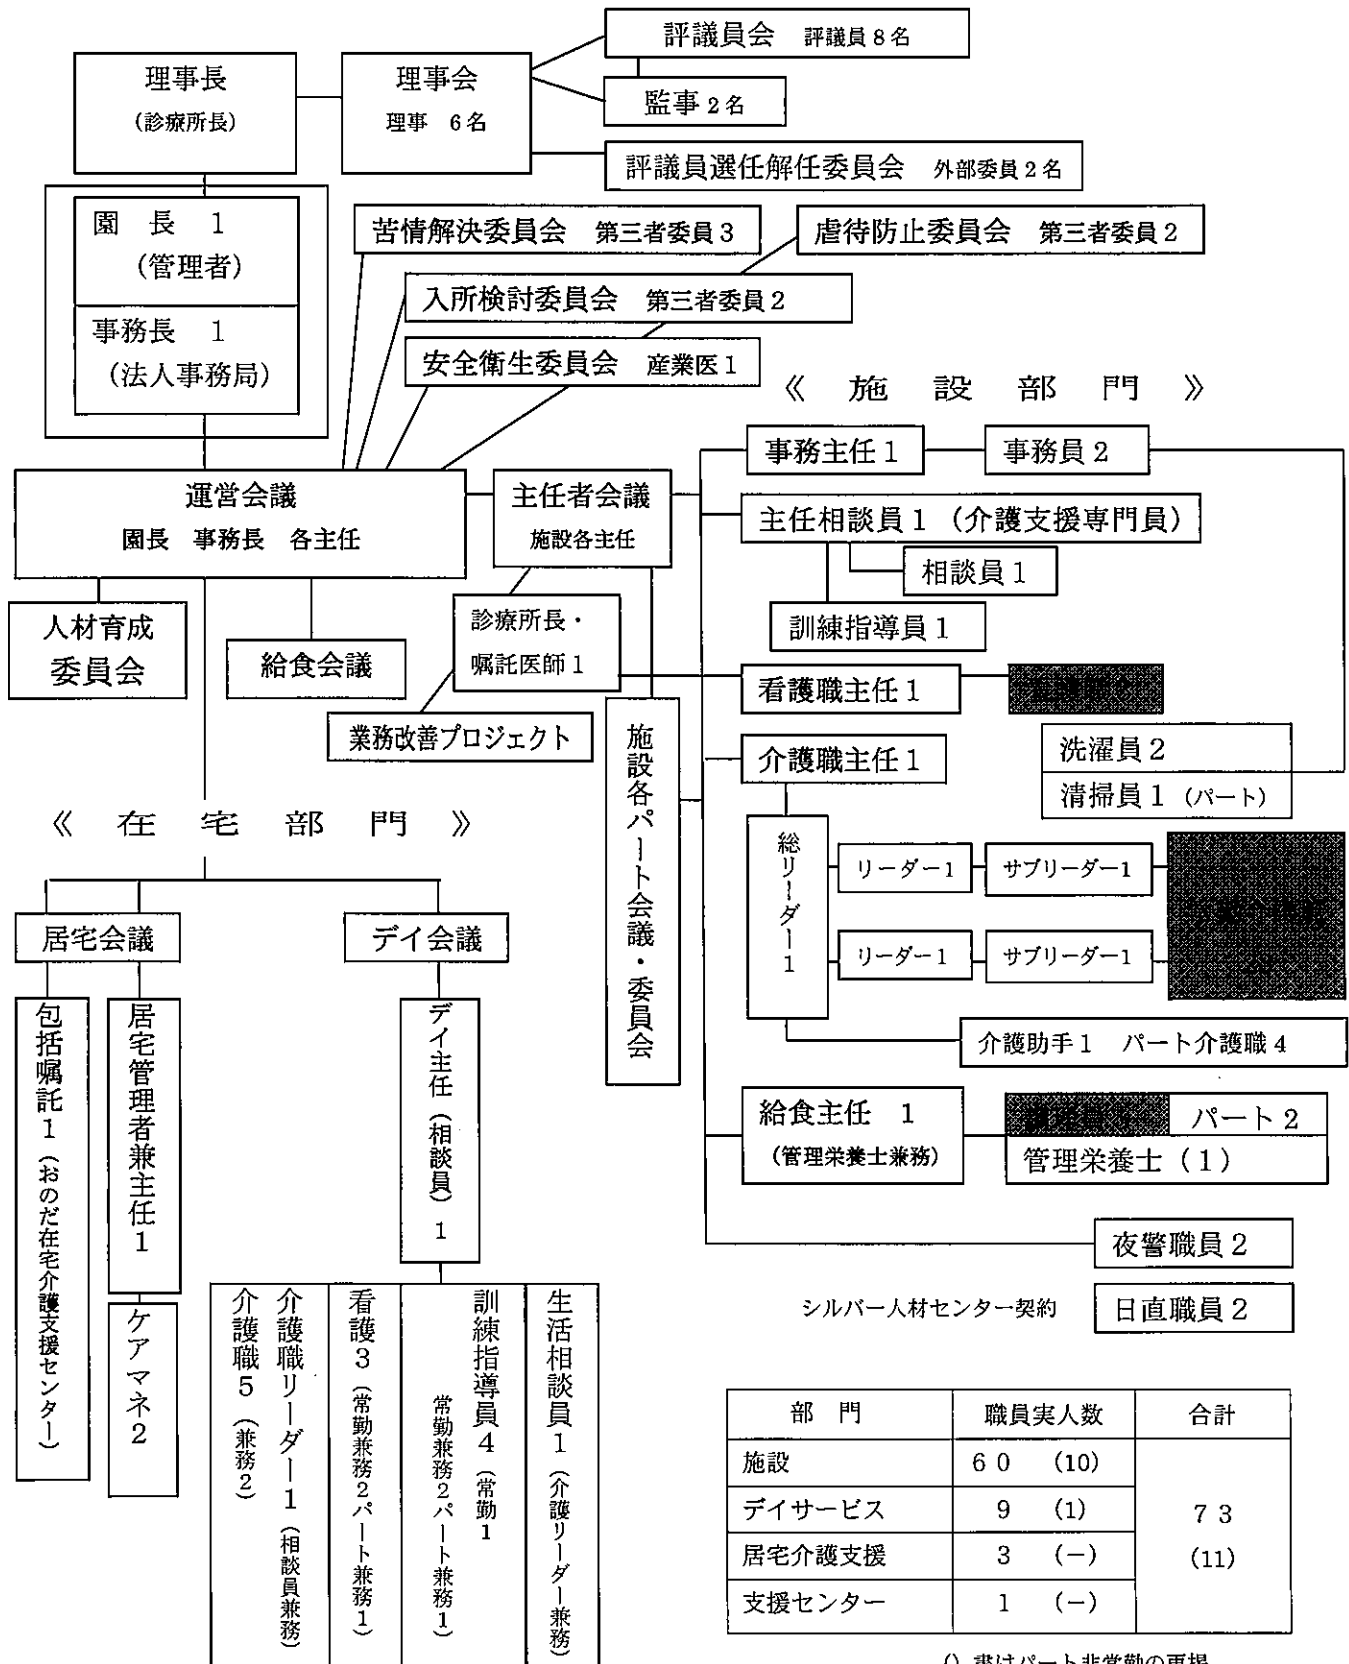 評議員会 評議員8名
理事長
(診療所長)
理事会
理事 6名
監事2名
評議員選任解任委員会 外部委員2名
園 長 1
(管理者)
事務長 1
(法人事務局)
苦情解決委員会 第三者委員3
虐待防止委員会 第三者委員2
入所検討委員会 第三者委員2
安全衛生委員会 産業医1
《 施 設 部 門 》
運営会議
園長 事務長 各主任
主任者会議
施設各主任
事務主任1
事務員2
主任相談員1(介護支援専門員)
相談員1
訓練指導員1
人材育成
委員会
給食会議
診療所長・
嘱託医師1
業務改善プロジェクト
施設各パート会議・委員会
看護職主任1
洗濯員2
清掃員1(パート)
介護職主任1
総リーダー1
リーダー1
サブリーダー1
リーダー1
サブリーダー1
介護助手1 パート介護職4
給食主任 1
(管理栄養士兼務)
パート2
管理栄養士(1)
夜警職員2
シルバー人材センター契約
日直職員2
《 在 宅 部 門 》
居宅会議
デイ会議
包括嘱託1(おのだ在宅介護支援センター)
居宅管理者兼主任1
ケアマネ2
デイ主任(相談員)1
生活相談員1(介護リーダー兼務)
訓練指導員4(常勤1
常勤兼務2パート兼務1)
看護3(常勤兼務2パート兼務1)
介護職リーダー1(相談員兼務)
介護職5(兼務2)
部 門 職員実人数 合計
施設 60 (10)
デイサービス 9 (1) 73
居宅介護支援 3 (-) (11)
支援センター 1 (-)
()書はパート非常勤の再掲